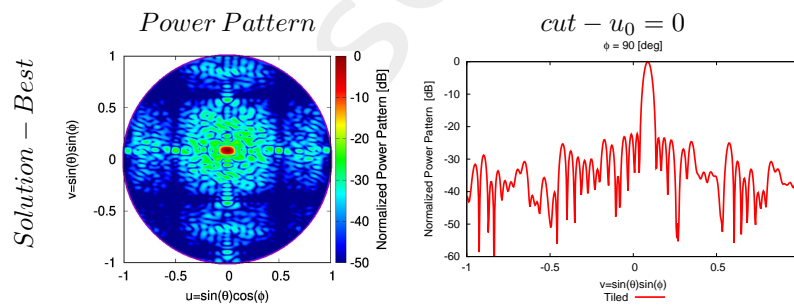 Power Pattern
cut − u0 = 0
Solution − Best
ϕ = 90 [deg]
1
0.5
0
-0.5
-1
v=sin(θ)sin(ϕ)
-1 -0.5 0 0.5 1
u=sin(θ)cos(ϕ)
0
-10
-20
-30
-40
-50
Normalized Power Pattern [dB]
0
-10
-20
-30
-40
-50
-60
Normalized Power Pattern [dB]
-1 -0.5 0 0.5
v=sin(θ)sin(ϕ)
Tiled